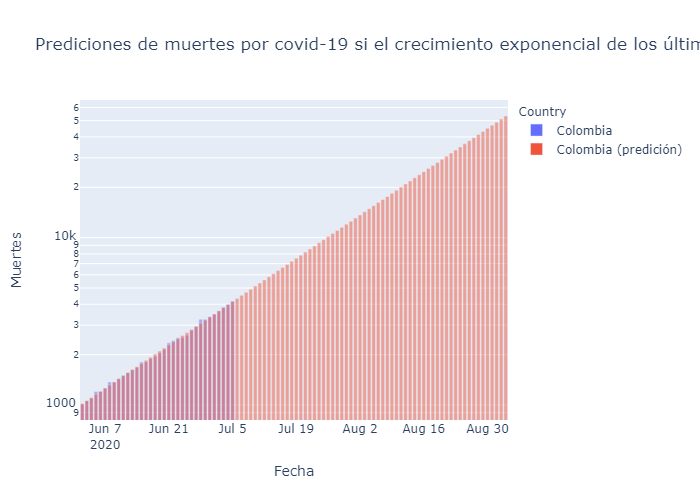 Prediciones de muertes por covid-19 si el crecimiento exponencial de los últim
Country
Colombia
Colombia (predición)
Muertes
6
5
4
3
2
10k
9
8
7
6
5
4
3
2
1000
9
Jun 7
2020
Jun 21
Jul 5
Jul 19
Aug 2
Aug 16
Aug 30
Fecha